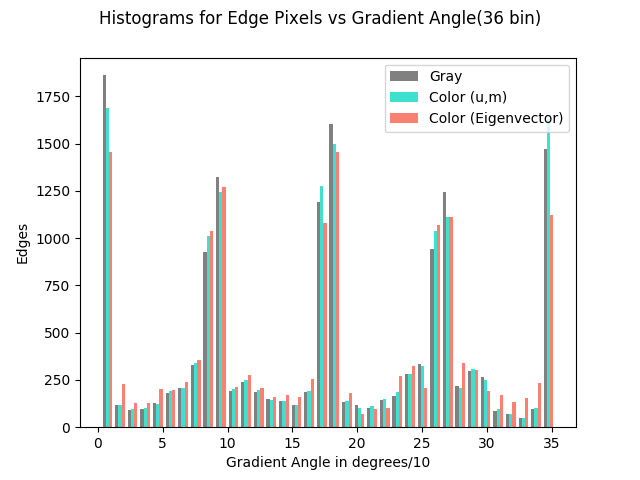 Histograms for Edge Pixels vs Gradient Angle(36 bin)
Gray
Color (u,m)
Color (Eigenvector)
1750
1500
1250
1000
750
500
250
0
Edges
0 5 10 15 20 25 30 35
Gradient Angle in degrees/10